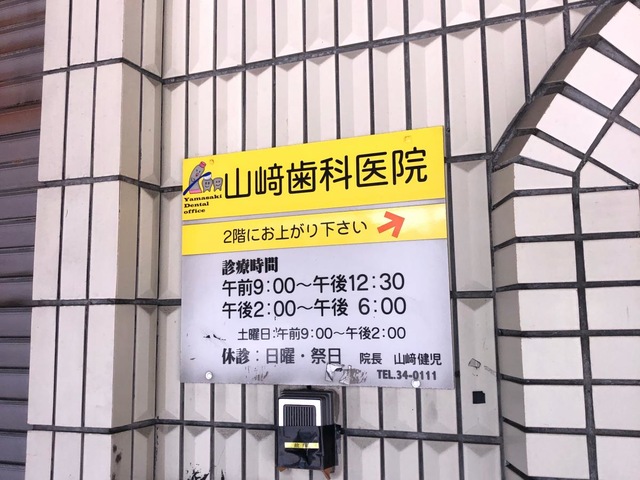 山﨑歯科医院
Yamasaki
Dental
office
2階にお上がり下さい
診療時間
午前9:00～午後12:30
午後2:00～午後 6:00
土曜日:午前9:00～午後2:00
休診:日曜・祭日 院長 山﨑健児
TEL.34-0111